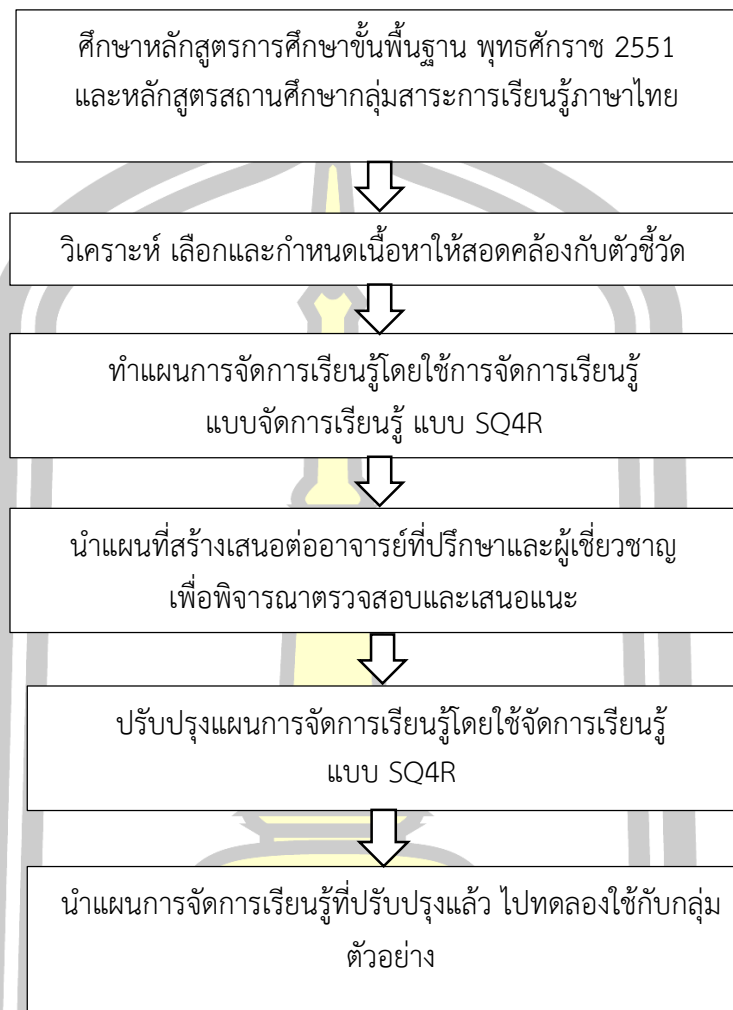 ศึกษาหลักสูตรการศึกษาขั้นพื้นฐาน พุทธศักราช 2551
และหลักสูตรสถานศึกษากลุ่มสาระการเรียนรู้ภาษาไทย
วิเคราะห์ เลือกและกำหนดเนื้อหาให้สอดคล้องกับตัวชี้วัด
ทำแผนการจัดการเรียนรู้โดยใช้การจัดการเรียนรู้
แบบจัดการเรียนรู้ แบบ SQ4R
นำแผนที่สร้างเสนอต่ออาจารย์ที่ปรึกษาและผู้เชี่ยวชาญ
เพื่อพิจารณาตรวจสอบและเสนอแนะ
ปรับปรุงแผนการจัดการเรียนรู้โดยใช้จัดการเรียนรู้
แบบ SQ4R
นำแผนการจัดการเรียนรู้ที่ปรับปรุงแล้ว ไปทดลองใช้กับกลุ่ม
ตัวอย่าง